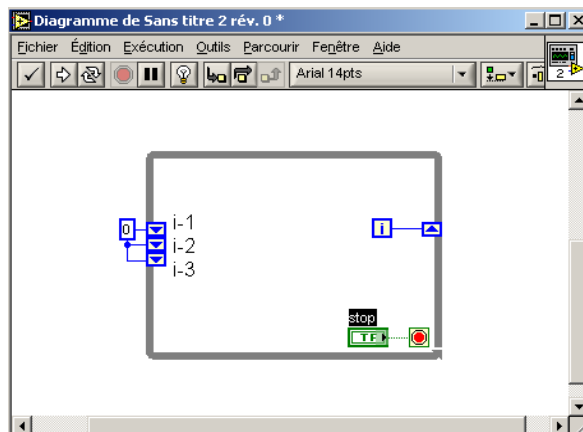 Diagramme de Sans titre 2 rév. 0 *
Fichier Édition Exécution Outils Parcourir Fenêtre Aide
Arial 14pts
2
0
i-1
i-2
i-3
i
stop
TF